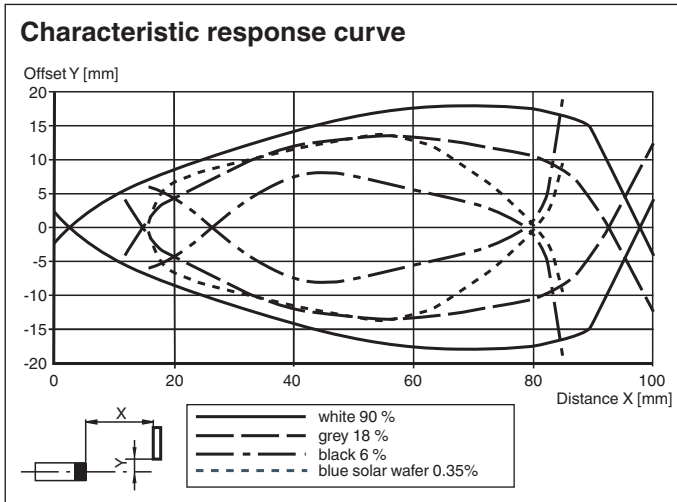 Characteristic response curve
Offset Y [mm]
20
15
10
5
0
-5
-10
-15
-20
0 20 40 60 80 100
Distance X [mm]
X
Y
white 90 %
grey 18 %
black 6 %
blue solar wafer 0.35%